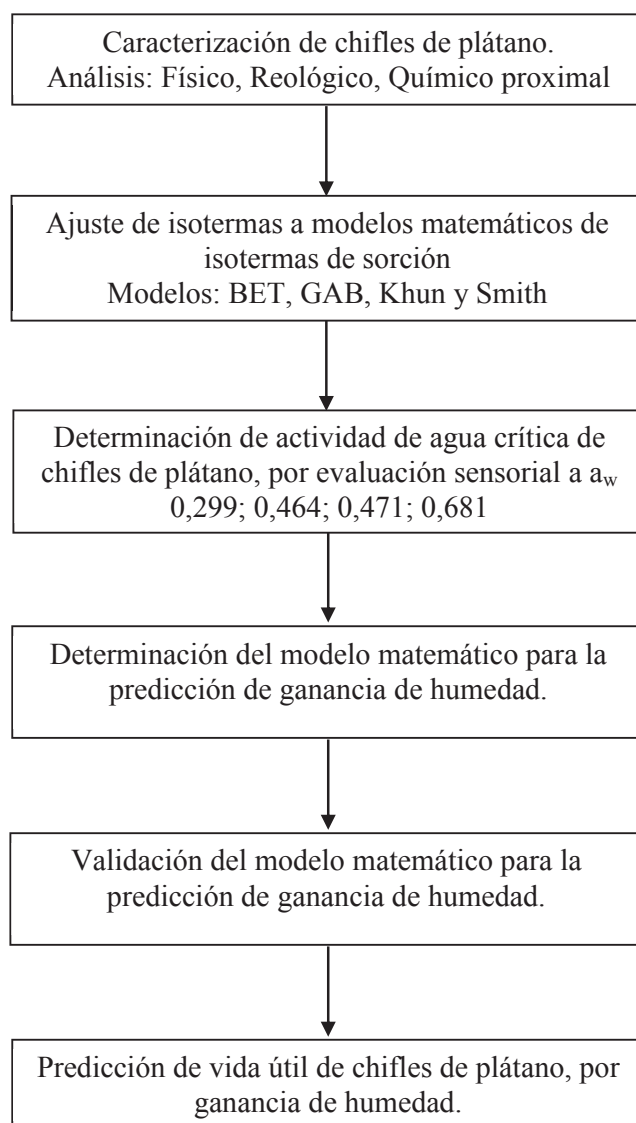 Caracterización de chifles de plátano.
Análisis: Físico, Reológico, Químico proximal
Ajuste de isotermas a modelos matemáticos de
isotermas de sorción
Modelos: BET, GAB, Khun y Smith
Determinación de actividad de agua crítica de
chifles de plátano, por evaluación sensorial a aw
0,299; 0,464; 0,471; 0,681
Determinación del modelo matemático para la
predicción de ganancia de humedad.
Validación del modelo matemático para la
predicción de ganancia de humedad.
Predicción de vida útil de chifles de plátano, por
ganancia de humedad.